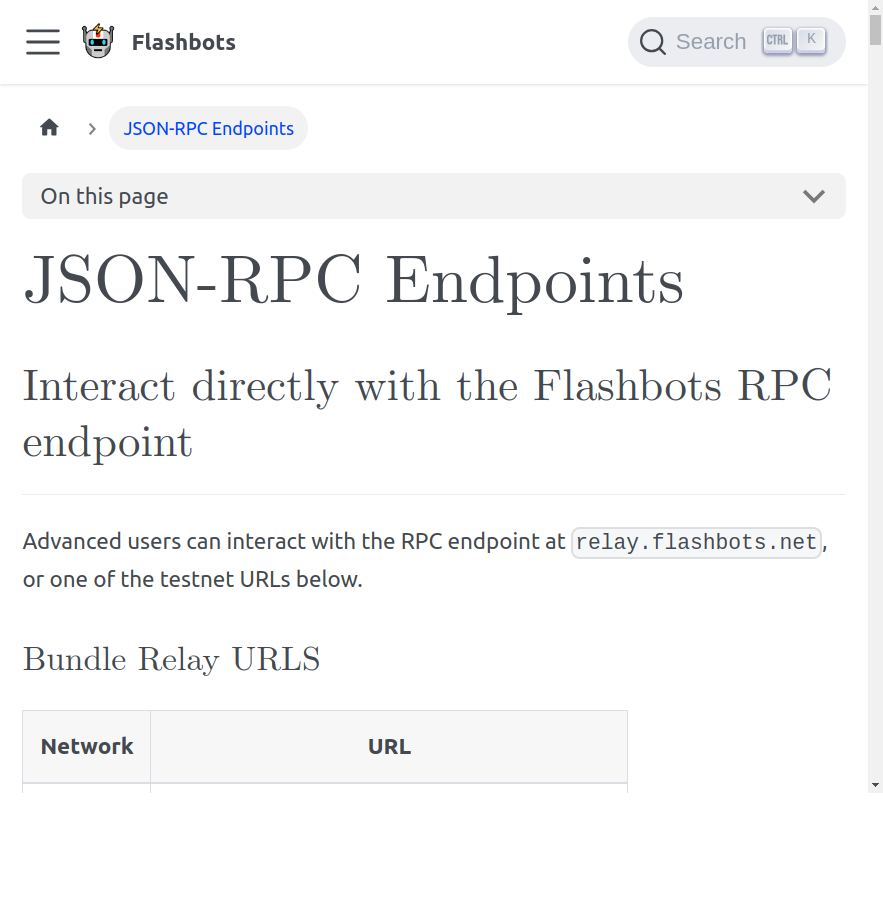 Flashbots
Search CTRL K
JSON-RPC Endpoints
On this page
JSON-RPC Endpoints
Interact directly with the Flashbots RPC
endpoint
Advanced users can interact with the RPC endpoint at relay.flashbots.net,
or one of the testnet URLs below.
Bundle Relay URLS
Network URL